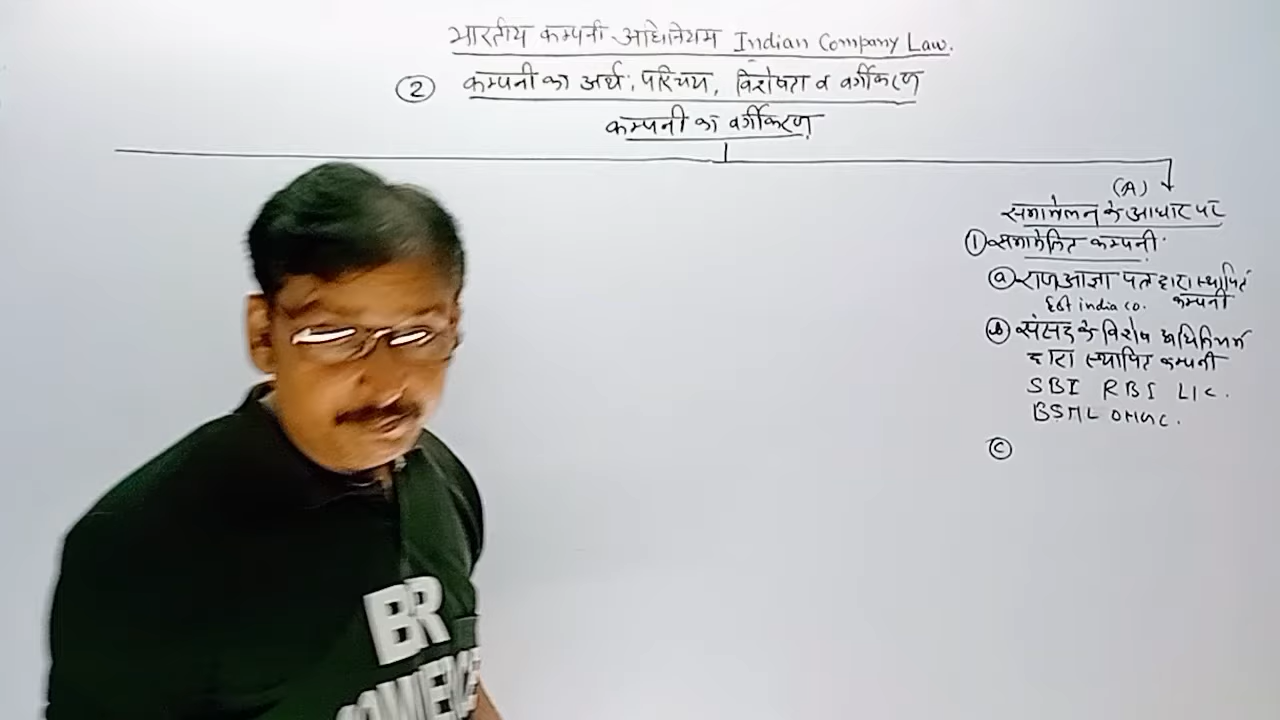 भारतीय कम्पनी अधिनियम Indian Company Law.
② कम्पनी का अर्थ, परिचय, विशेषता व वर्गीकरण
कम्पनी का वर्गीकरण
(A)
समामेलन के आधार पर
① समामेलित कम्पनी
ⓐ राजआज्ञा पत्र द्वारा स्थापित
कम्पनी
Est india co.
ⓑ संसद के विशेष अधिनियम
द्वारा स्थापित कम्पनी
SBI RBI LIC.
BSNL ONGC.
ⓒ
BR
COMMERCE